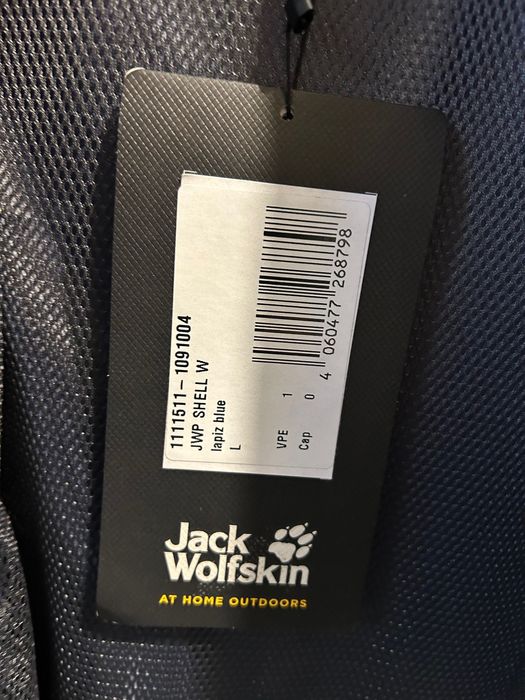 1111511-1091004
JWP SHELL W
lapiz blue
L
VPE 1
Cap 0
4 060477 268798
Jack
Wolfskin
AT HOME OUTDOORS